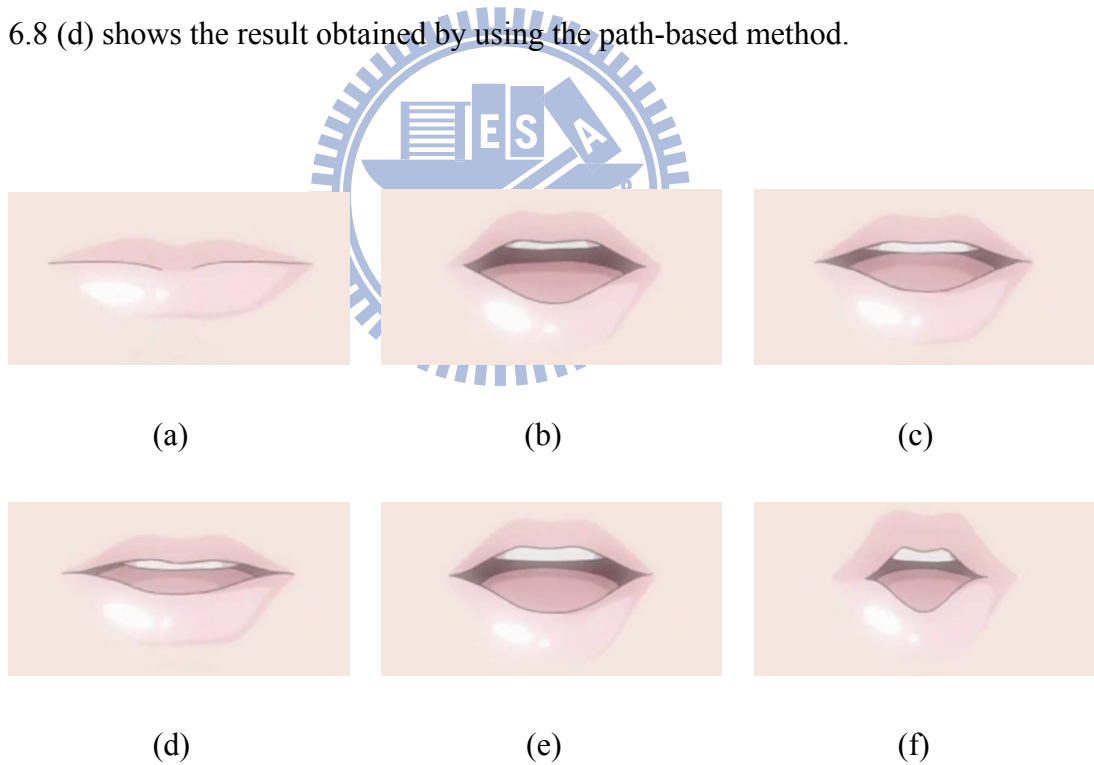 6.8 (d) shows the result obtained by using the path-based method.
E S A
(a) (b) (c)
(d) (e) (f)